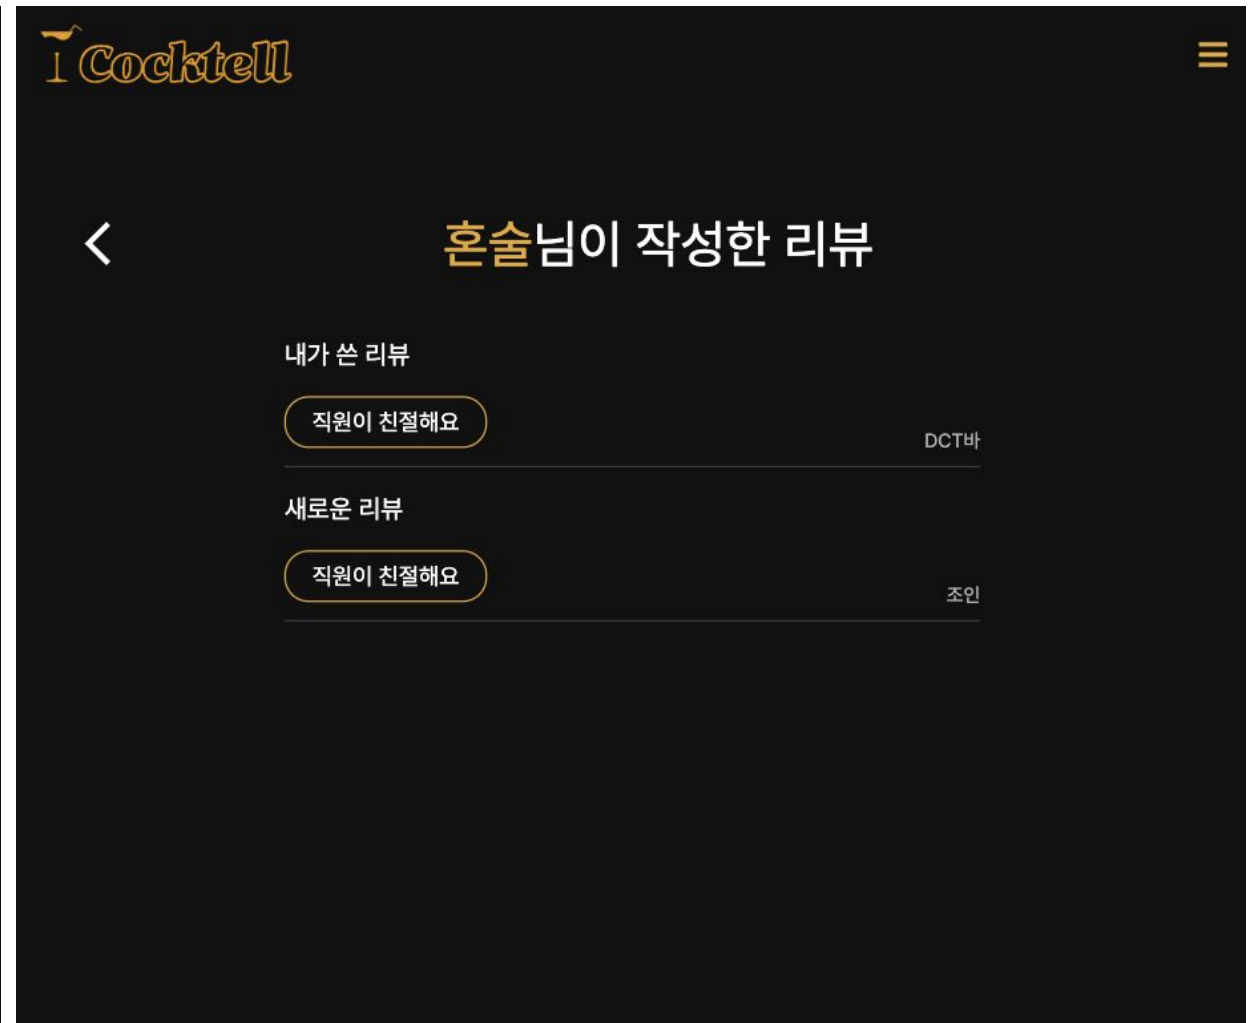 Cocktell
혼술님이 작성한 리뷰
내가 쓴 리뷰
직원이 친절해요
DCT바
새로운 리뷰
직원이 친절해요
조인